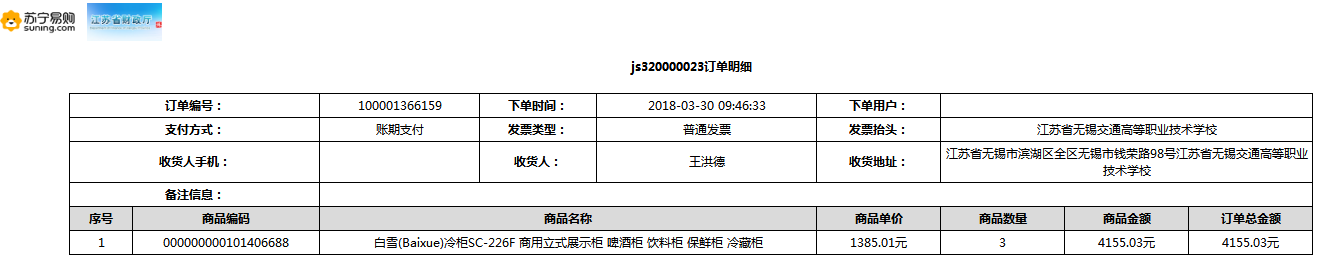 苏宁易购
suning.com
江苏省财政厅
js320000023订单明细
订单编号： 100001366159 下单时间： 2018-03-30 09:46:33 下单用户：
支付方式： 账期支付 发票类型： 普通发票 发票抬头： 江苏省无锡交通高等职业技术学校
收货人手机： 收货人： 王洪德 收货地址： 江苏省无锡市滨湖区全区无锡市钱荣路98号江苏省无锡交通高等职业
技术学校
备注信息：
序号 商品编码 商品名称 商品单价 商品数量 商品金额 订单总金额
1 000000000101406688 白雪(Baixue)冷柜SC-226F 商用立式展示柜 啤酒柜 饮料柜 保鲜柜 冷藏柜 1385.01元 3 4155.03元 4155.03元